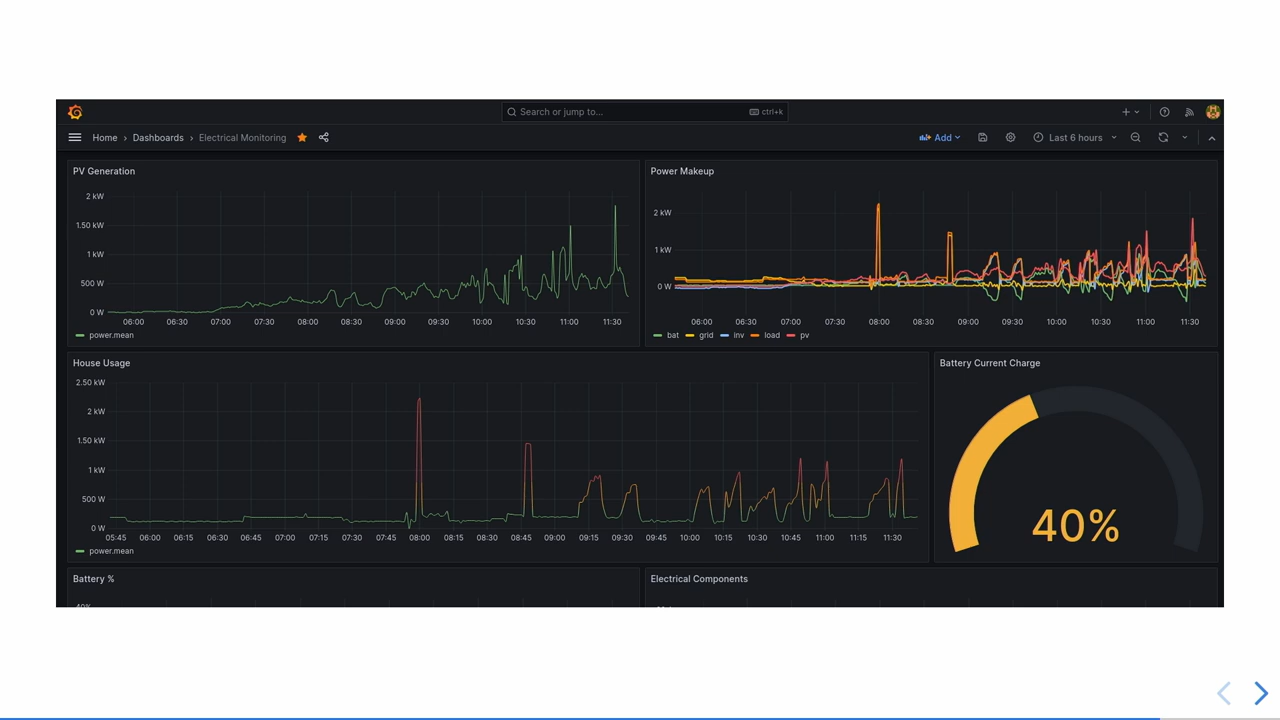 Search or jump to... ctrl+k
Home › Dashboards › Electrical Monitoring
Add
Last 6 hours
PV Generation
2 kW
1.50 kW
1 kW
500 W
0 W
06:00 06:30 07:00 07:30 08:00 08:30 09:00 09:30 10:00 10:30 11:00 11:30
power.mean
Power Makeup
2 kW
1 kW
0 W
06:00 06:30 07:00 07:30 08:00 08:30 09:00 09:30 10:00 10:30 11:00 11:30
bat grid inv load pv
House Usage
2.50 kW
2 kW
1.50 kW
1 kW
500 W
0 W
05:45 06:00 06:15 06:30 06:45 07:00 07:15 07:30 07:45 08:00 08:15 08:30 08:45 09:00 09:15 09:30 09:45 10:00 10:15 10:30 10:45 11:00 11:15 11:30
power.mean
Battery Current Charge
40%
Battery %
40%
Electrical Components